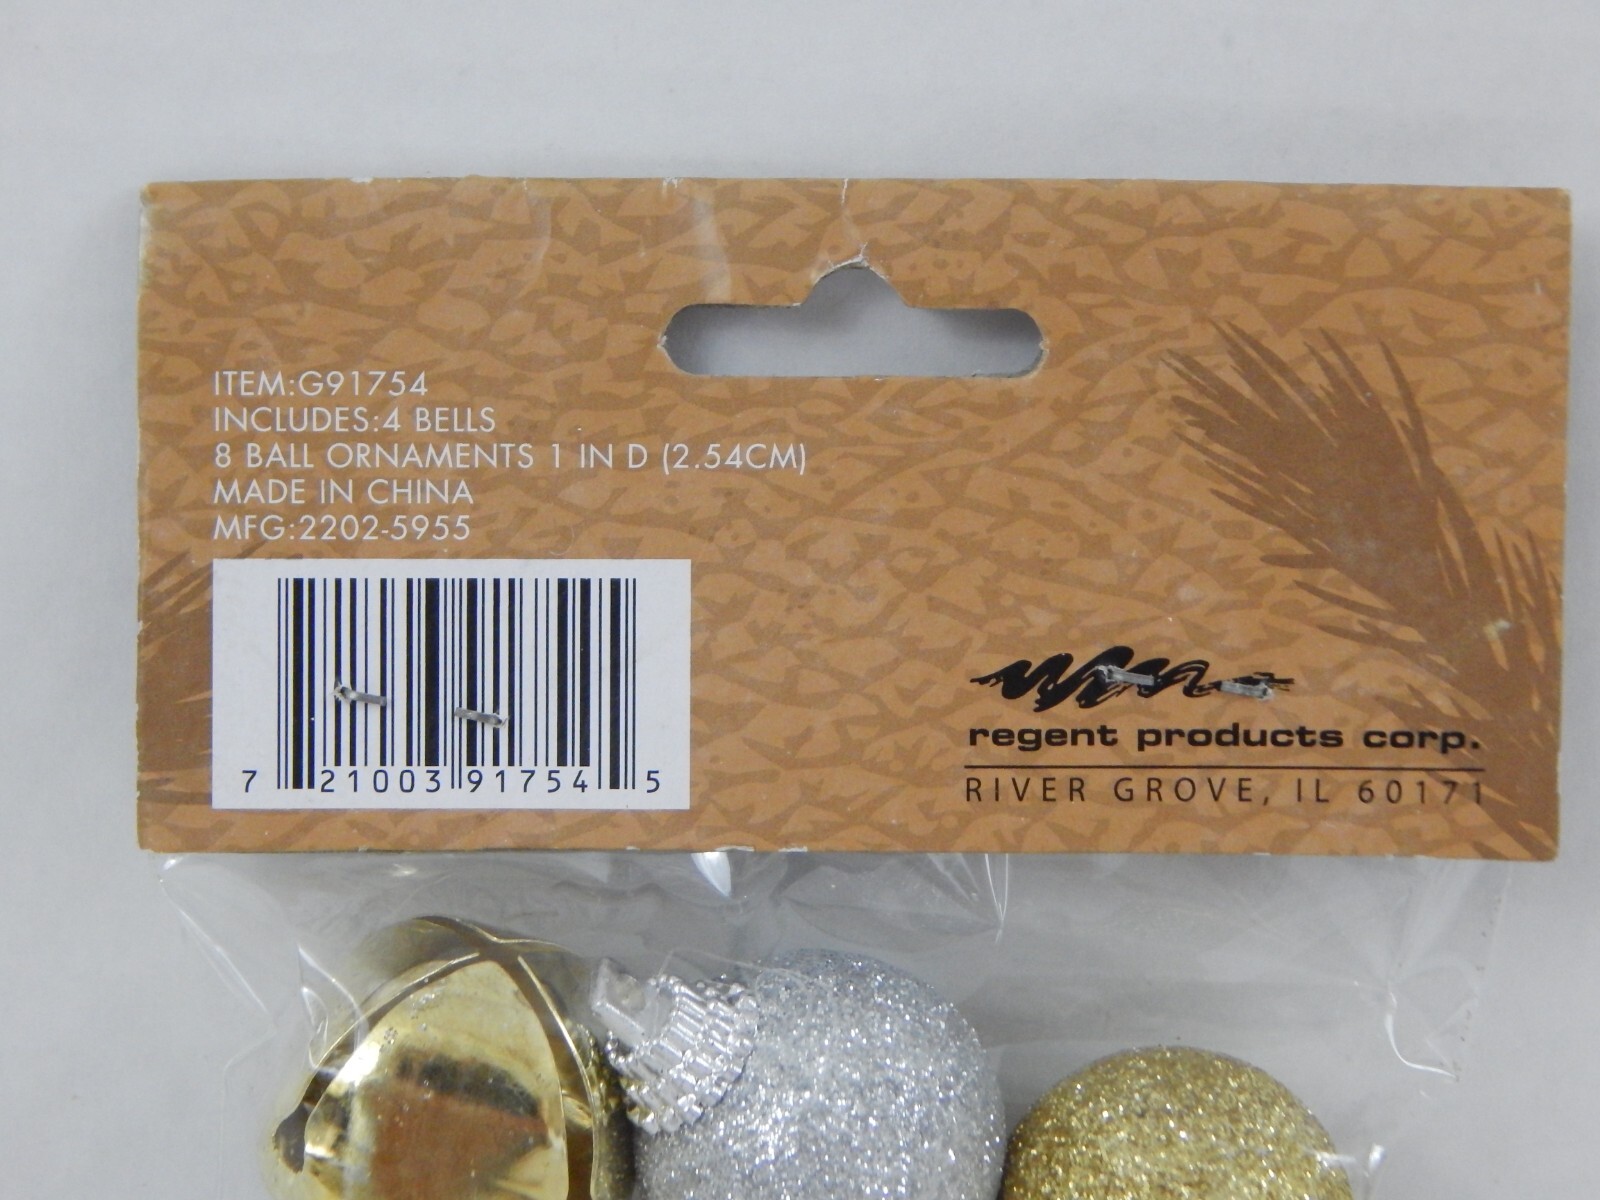 ITEM:G91754
INCLUDES:4 BELLS
8 BALL ORNAMENTS 1 IN D (2.54CM)
MADE IN CHINA
MFG:2202-5955
7 21003 91754 5
regent products corp.
RIVER GROVE, IL 60171